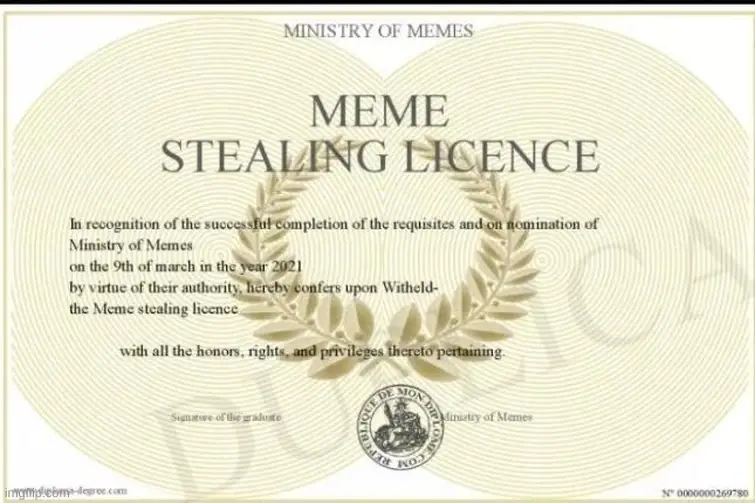 MINISTRY OF MEMES
MEME
STEALING LICENCE
In recognition of the successful completion of the requisites and on nomination of
Ministry of Memes
on the 9th of march in the year 2021
by virtue of their authority, hereby confers upon Witheld-
the Meme stealing licence
with all the honors, rights, and privileges thereto pertaining.
DUPLICA
Signature of the graduate
Ministry of Memes
REPUBLIQUE DE MON DIPLOME.COM
imgflip.com
-degree.com
N° 0000000269780